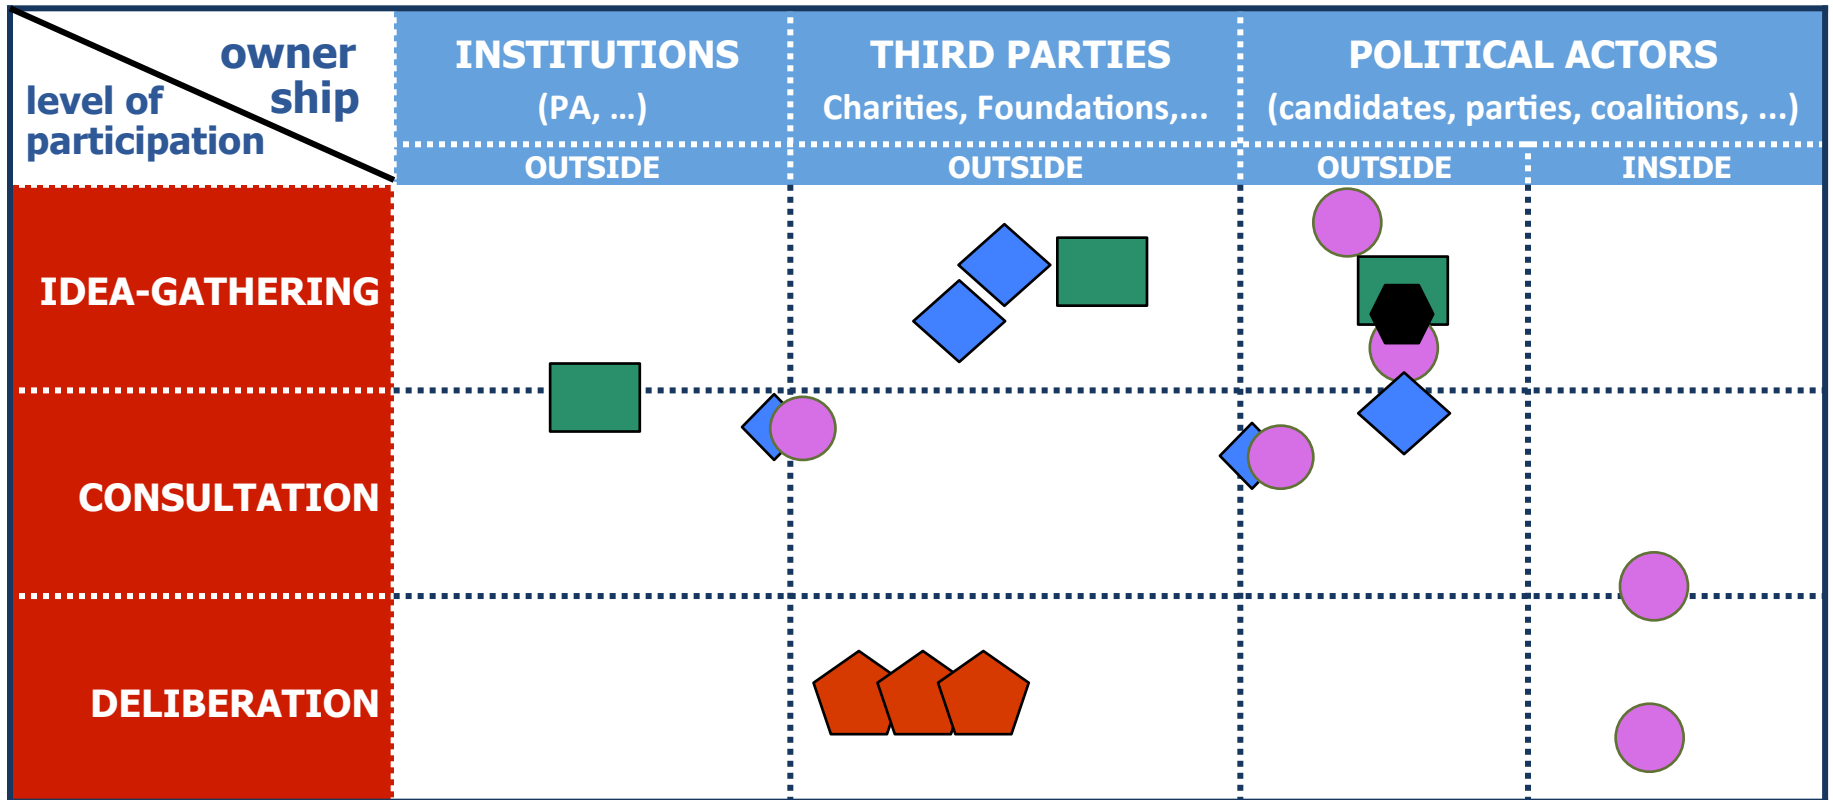 owner
ship
level of
participation
INSTITUTIONS
(PA, ...)
THIRD PARTIES
Charities, Foundations,...
POLITICAL ACTORS
(candidates, parties, coalitions, ...)
OUTSIDE
OUTSIDE
OUTSIDE
INSIDE
IDEA-GATHERING
CONSULTATION
DELIBERATION